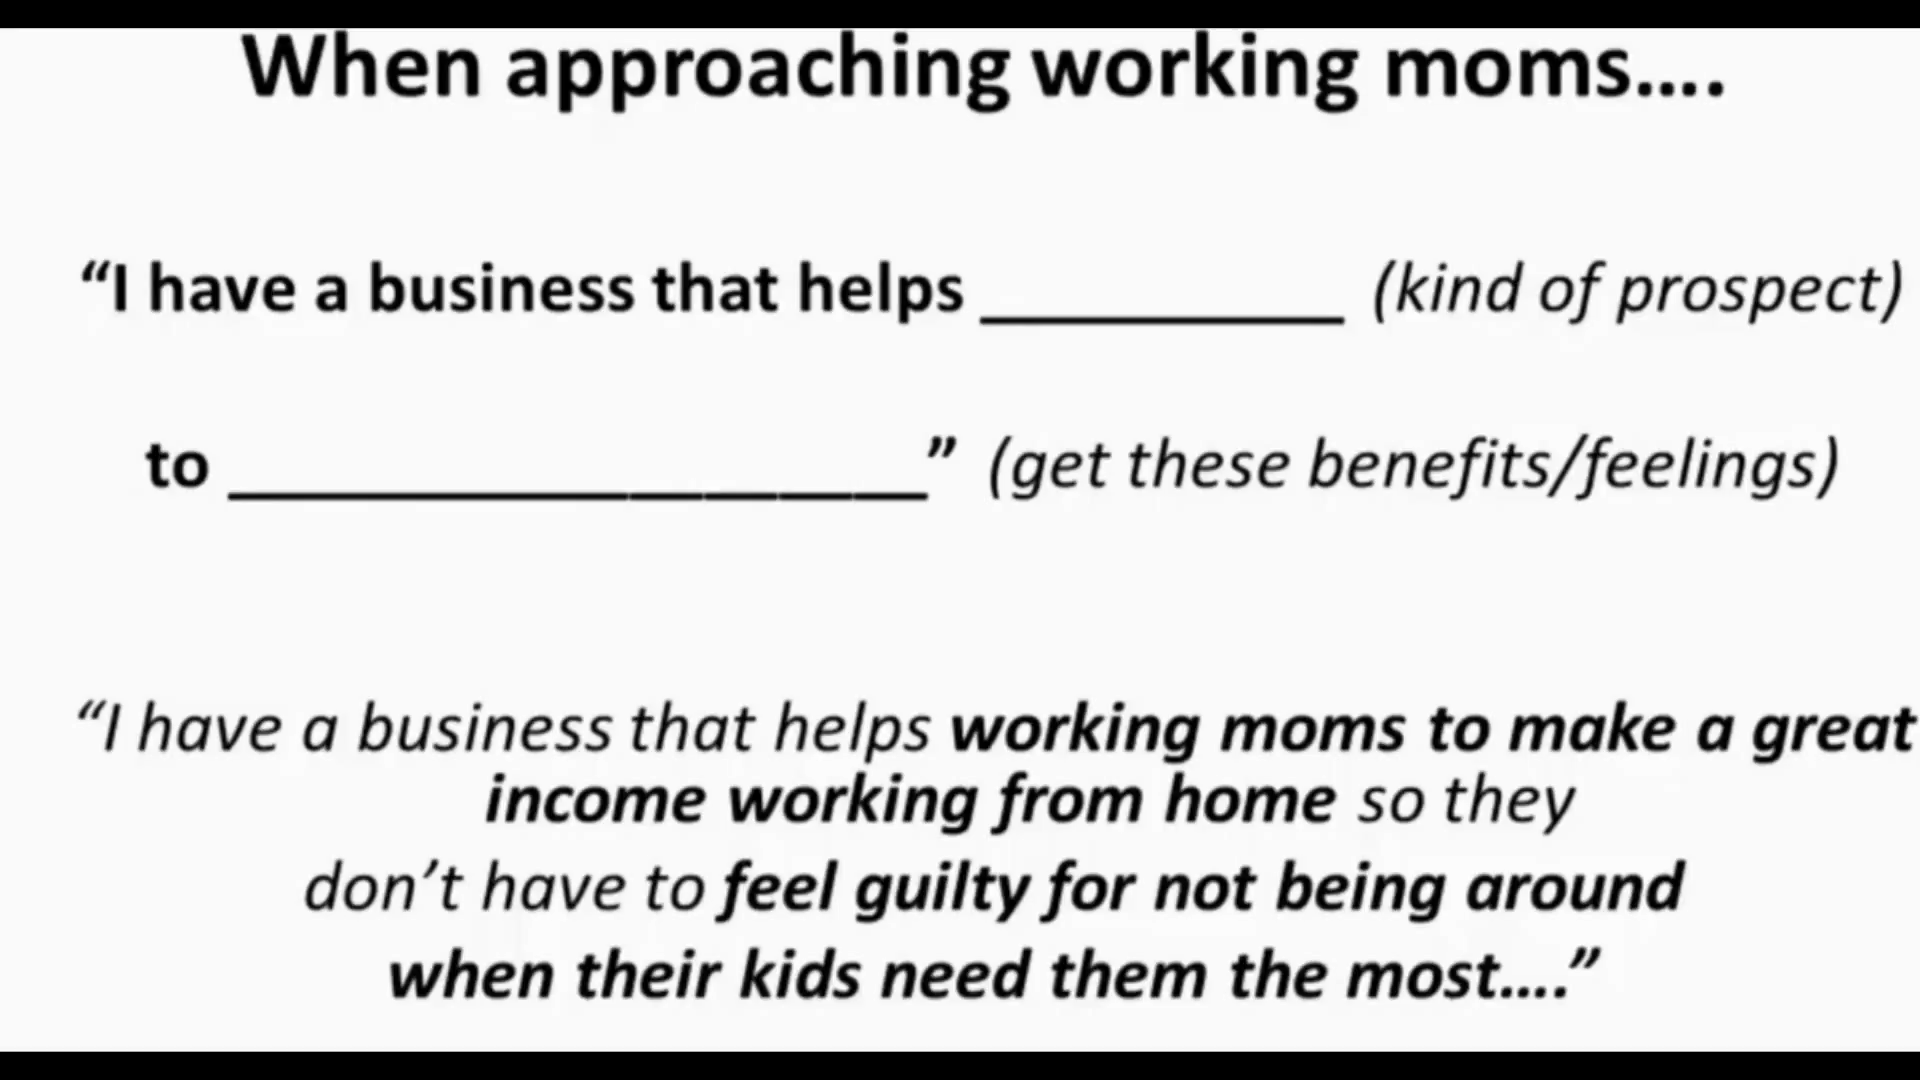 When approaching working moms....
“I have a business that helps __________ (kind of prospect)
to ___________________” (get these benefits/feelings)
“I have a business that helps working moms to make a great
income working from home so they
don’t have to feel guilty for not being around
when their kids need them the most....”